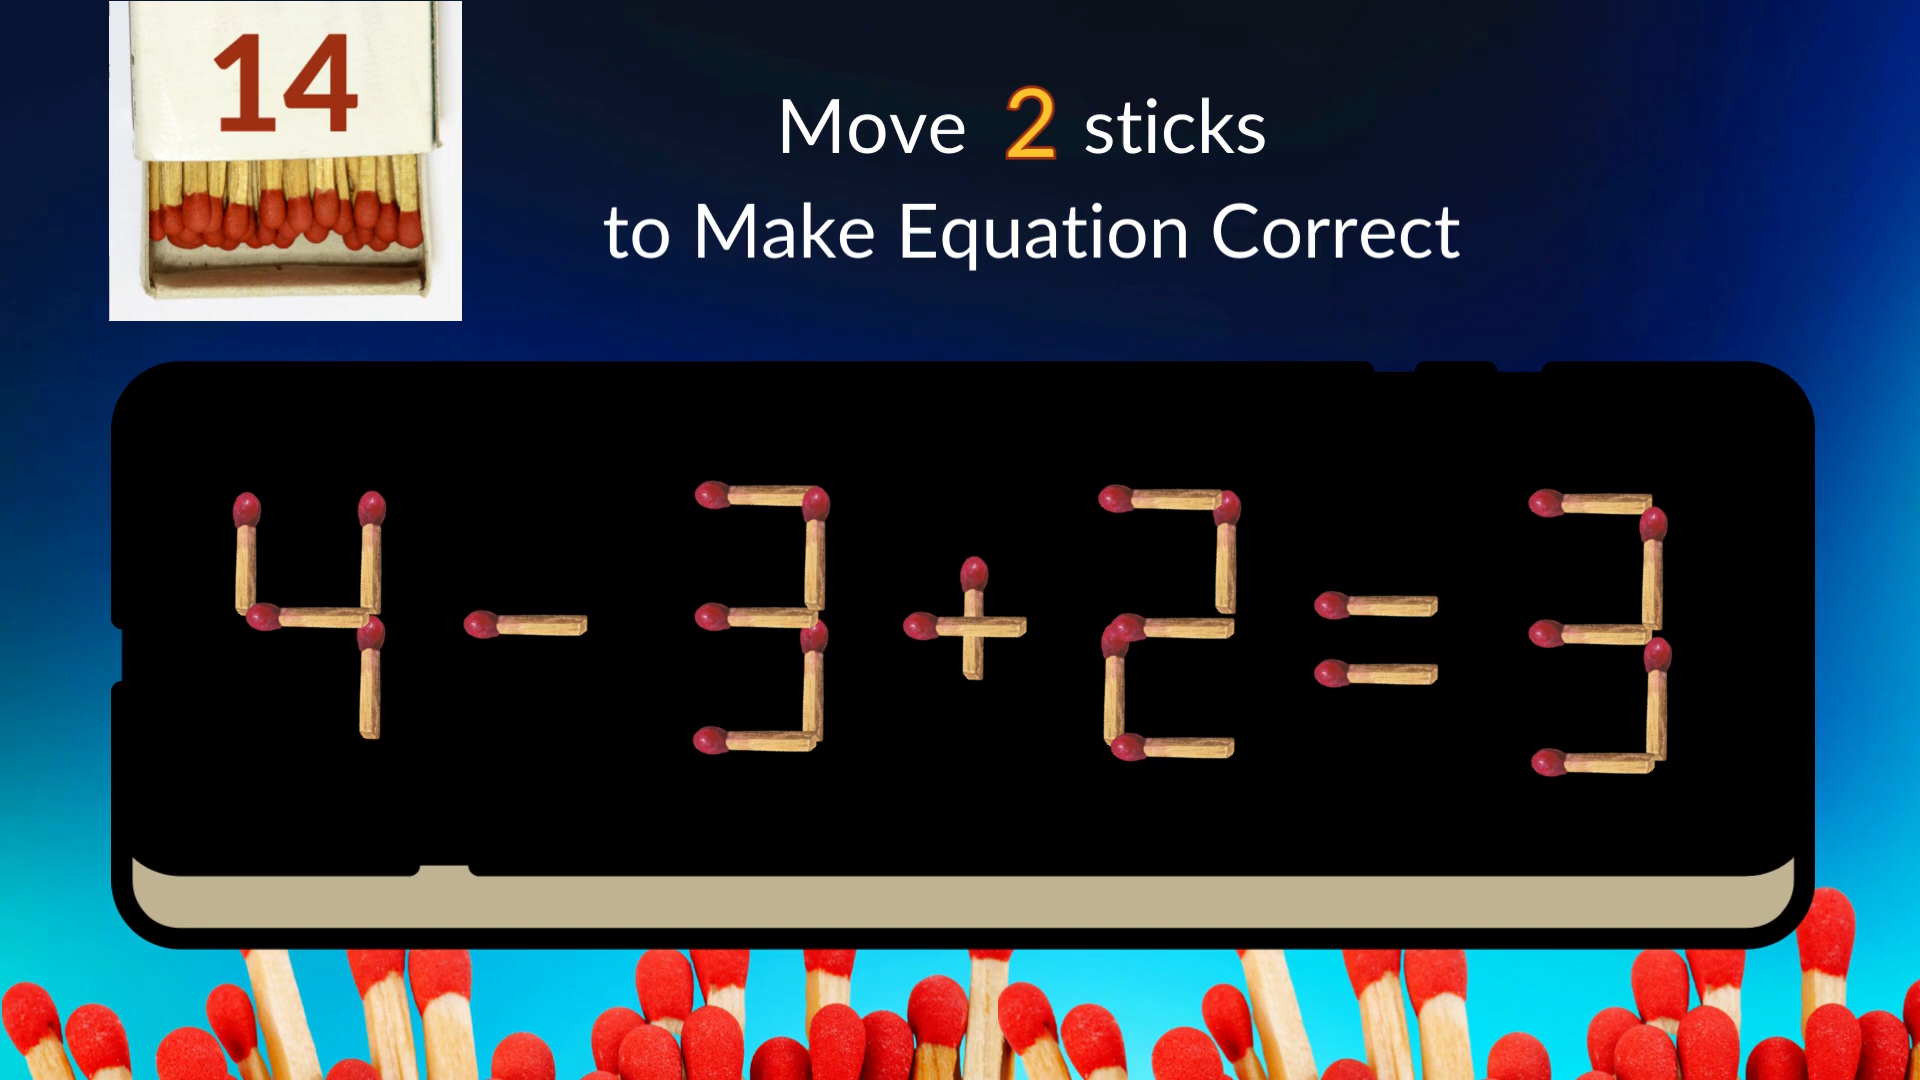 14
Move 2 sticks
to Make Equation Correct
4 - 3 + 2 = 3